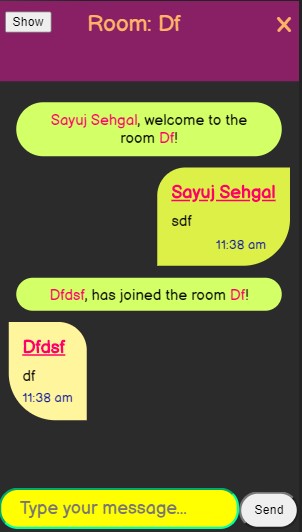 Show
Room: Df
×
Sayuj Sehgal, welcome to the
room Df!
Sayuj Sehgal
sdf
11:38 am
Dfdsf, has joined the room Df!
Dfdsf
df
11:38 am
Type your message...
Send